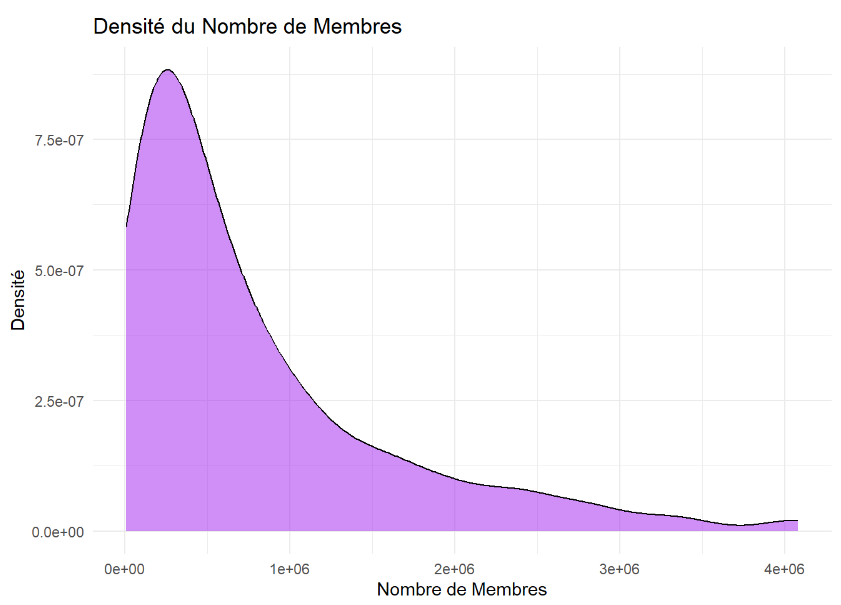 Densité du Nombre de Membres
Densité
7.5e-07
5.0e-07
2.5e-07
0.0e+00
0e+00 1e+06 2e+06 3e+06 4e+06
Nombre de Membres